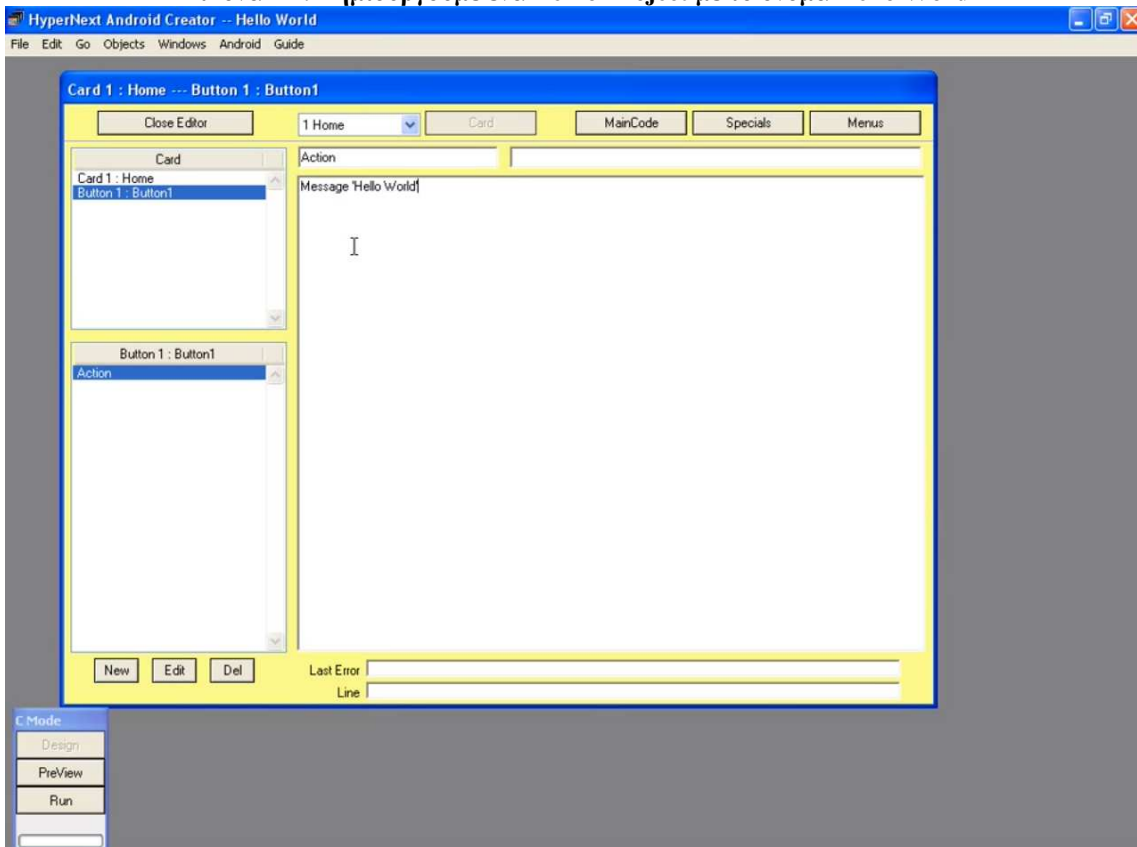 HyperNext Android Creator -- Hello World
File Edit Go Objects Windows Android Guide
Card 1 : Home --- Button 1 : Button1
Close Editor 1 Home Card MainCode Specials Menus
Card
Action
Card 1 : Home
Button 1 : Button1
Message 'Hello World'
Button 1 : Button1
Action
New Edit Del
Last Error
Line
C Mode
Design
PreView
Run